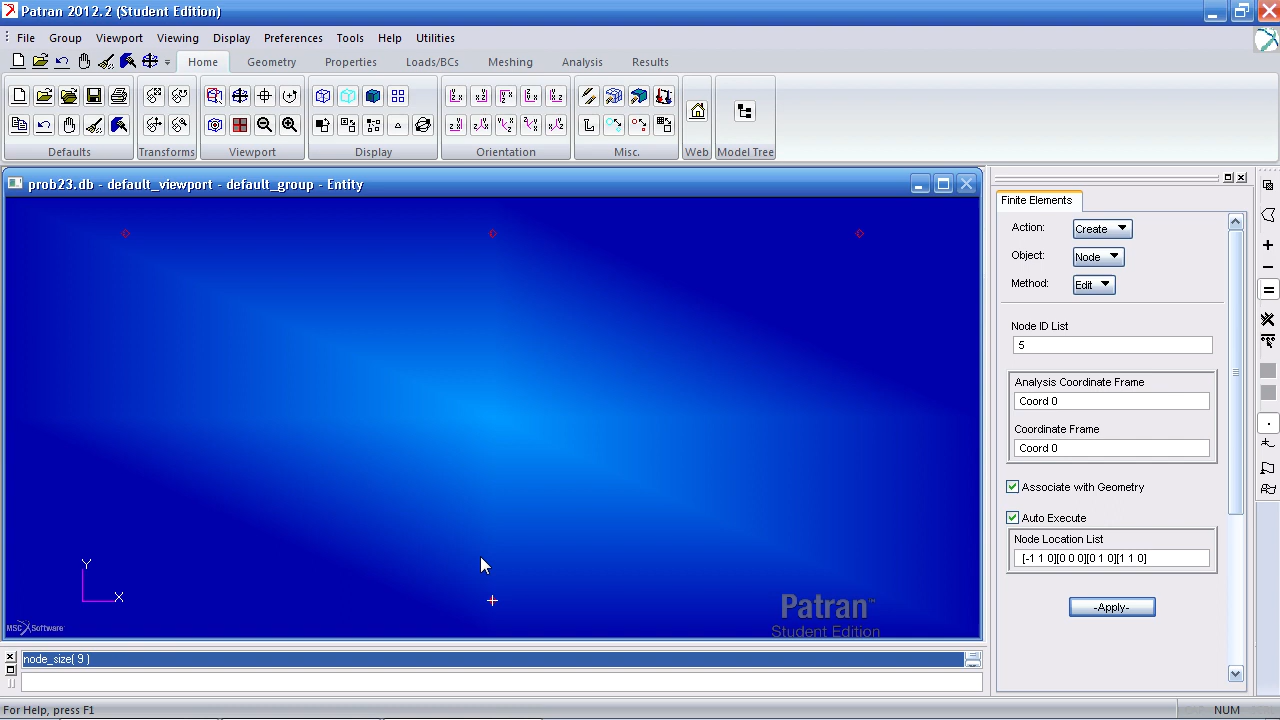 Patran 2012.2 (Student Edition)
File Group Viewport Viewing Display Preferences Tools Help Utilities
Home Geometry Properties Loads/BCs Meshing Analysis Results
Defaults Transforms Viewport Display Orientation Misc. Web Model Tree
prob23.db - default_viewport - default_group - Entity
Finite Elements
Action: Create
Object: Node
Method: Edit
Node ID List
5
Analysis Coordinate Frame
Coord 0
Coordinate Frame
Coord 0
Associate with Geometry
Auto Execute
Node Location List
[-1 1 0][0 0 0][0 1 0][1 1 0]
-Apply-
Y
X
MSC Software
Patran™
Student Edition
node_size( 9 )
For Help, press F1
NUM